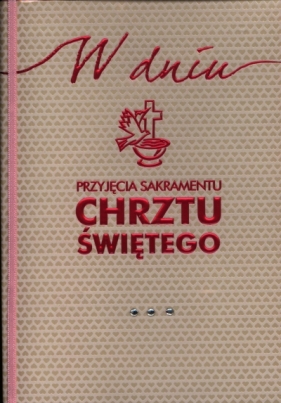 W dniu
PRZYJĘCIA SAKRAMENTU
CHRZTU
ŚWIĘTEGO